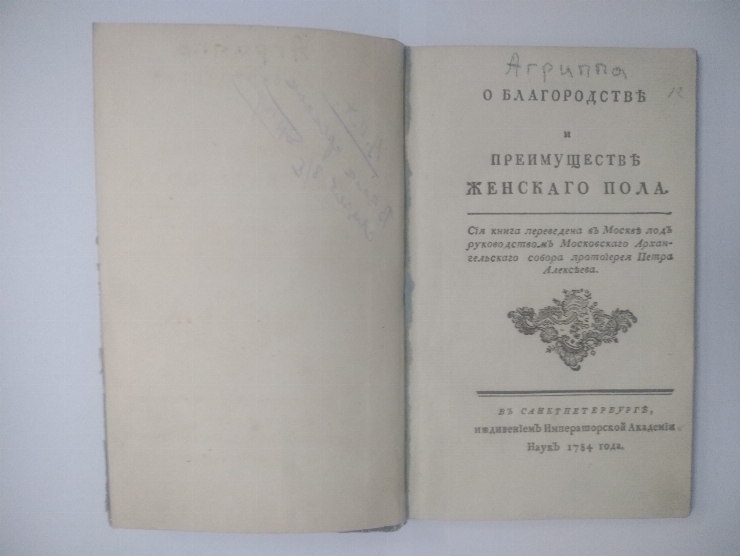 Агриппа
О БЛАГОРОДСТВѢ
12
и
ПРЕИМУЩЕСТВѢ
ЖЕНСКАГО ПОЛА.
Сія книга переведена въ Москвѣ подъ
руководствомъ Московскаго Архан-
гельскаго собора протоіерея Петра
Алексѣева.
ВЪ САНКТПЕТЕРБУРГѢ,
иждивеніемъ Императорской Академіи
Наукъ 1784 года.